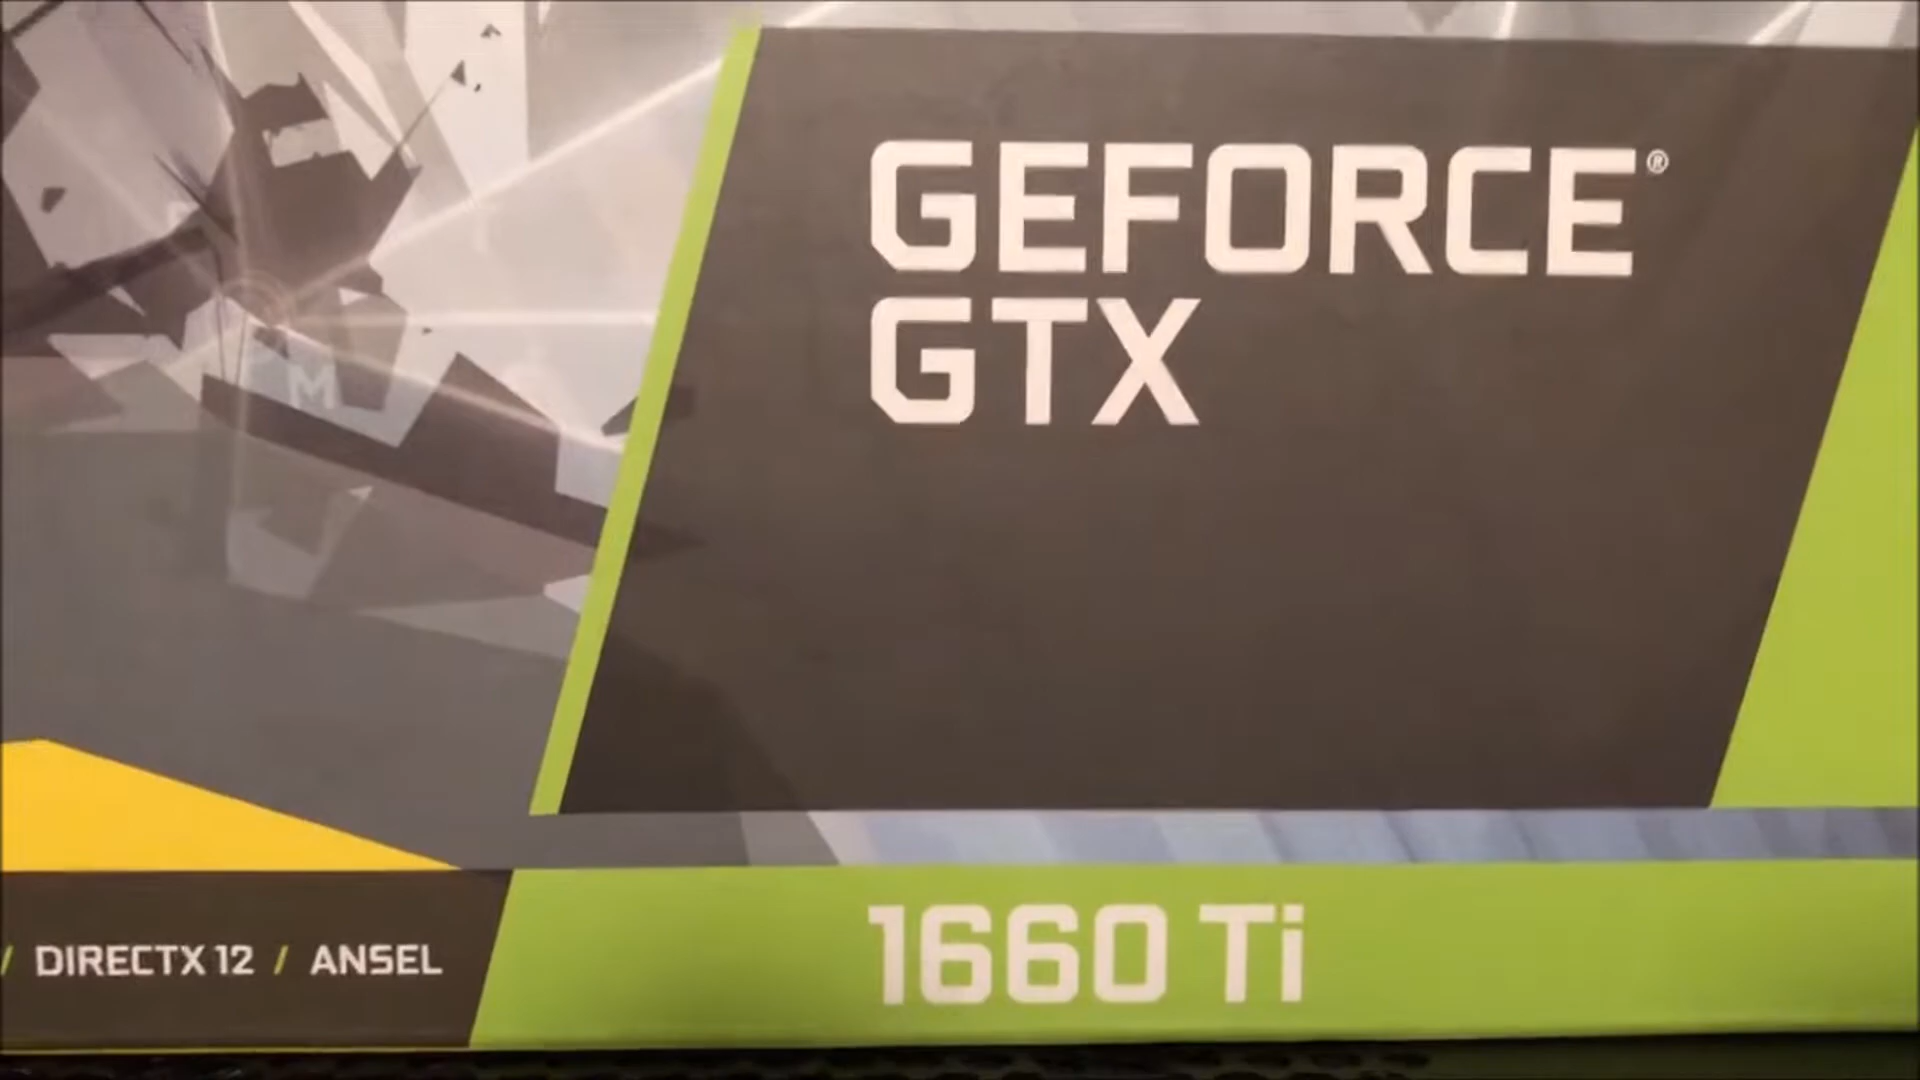 GEFORCE®
GTX
M
1660 Ti
/ DIRECTX 12 / ANSEL